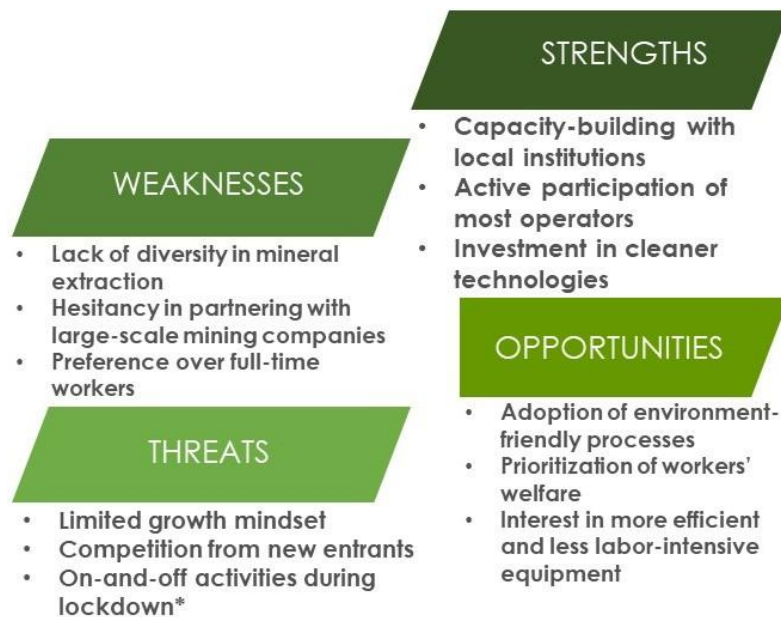 STRENGTHS
• Capacity-building with
local institutions
• Active participation of
most operators
• Investment in cleaner
technologies
WEAKNESSES
• Lack of diversity in mineral
extraction
• Hesitancy in partnering with
large-scale mining companies
• Preference over full-time
workers
OPPORTUNITIES
• Adoption of environment-
friendly processes
• Prioritization of workers’
welfare
• Interest in more efficient
and less labor-intensive
equipment
THREATS
• Limited growth mindset
• Competition from new entrants
• On-and-off activities during
lockdown*